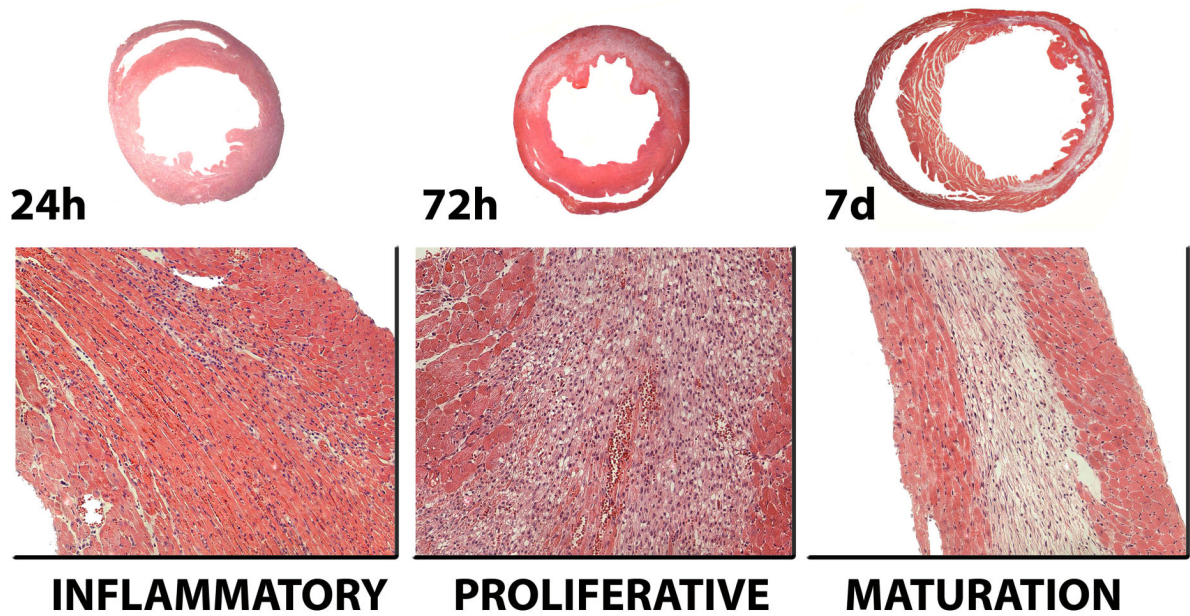 24h
72h
7d
INFLAMMATORY
PROLIFERATIVE
MATURATION